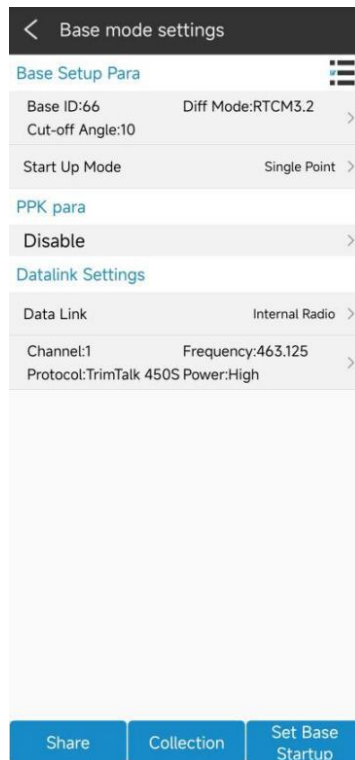 Base mode settings
Base Setup Para
Base ID:66 Diff Mode:RTCM3.2
Cut-off Angle:10
Start Up Mode Single Point
PPK para
Disable
Datalink Settings
Data Link Internal Radio
Channel:1 Frequency:463.125
Protocol:TrimTalk 450S Power:High
Share Collection Set Base
Startup